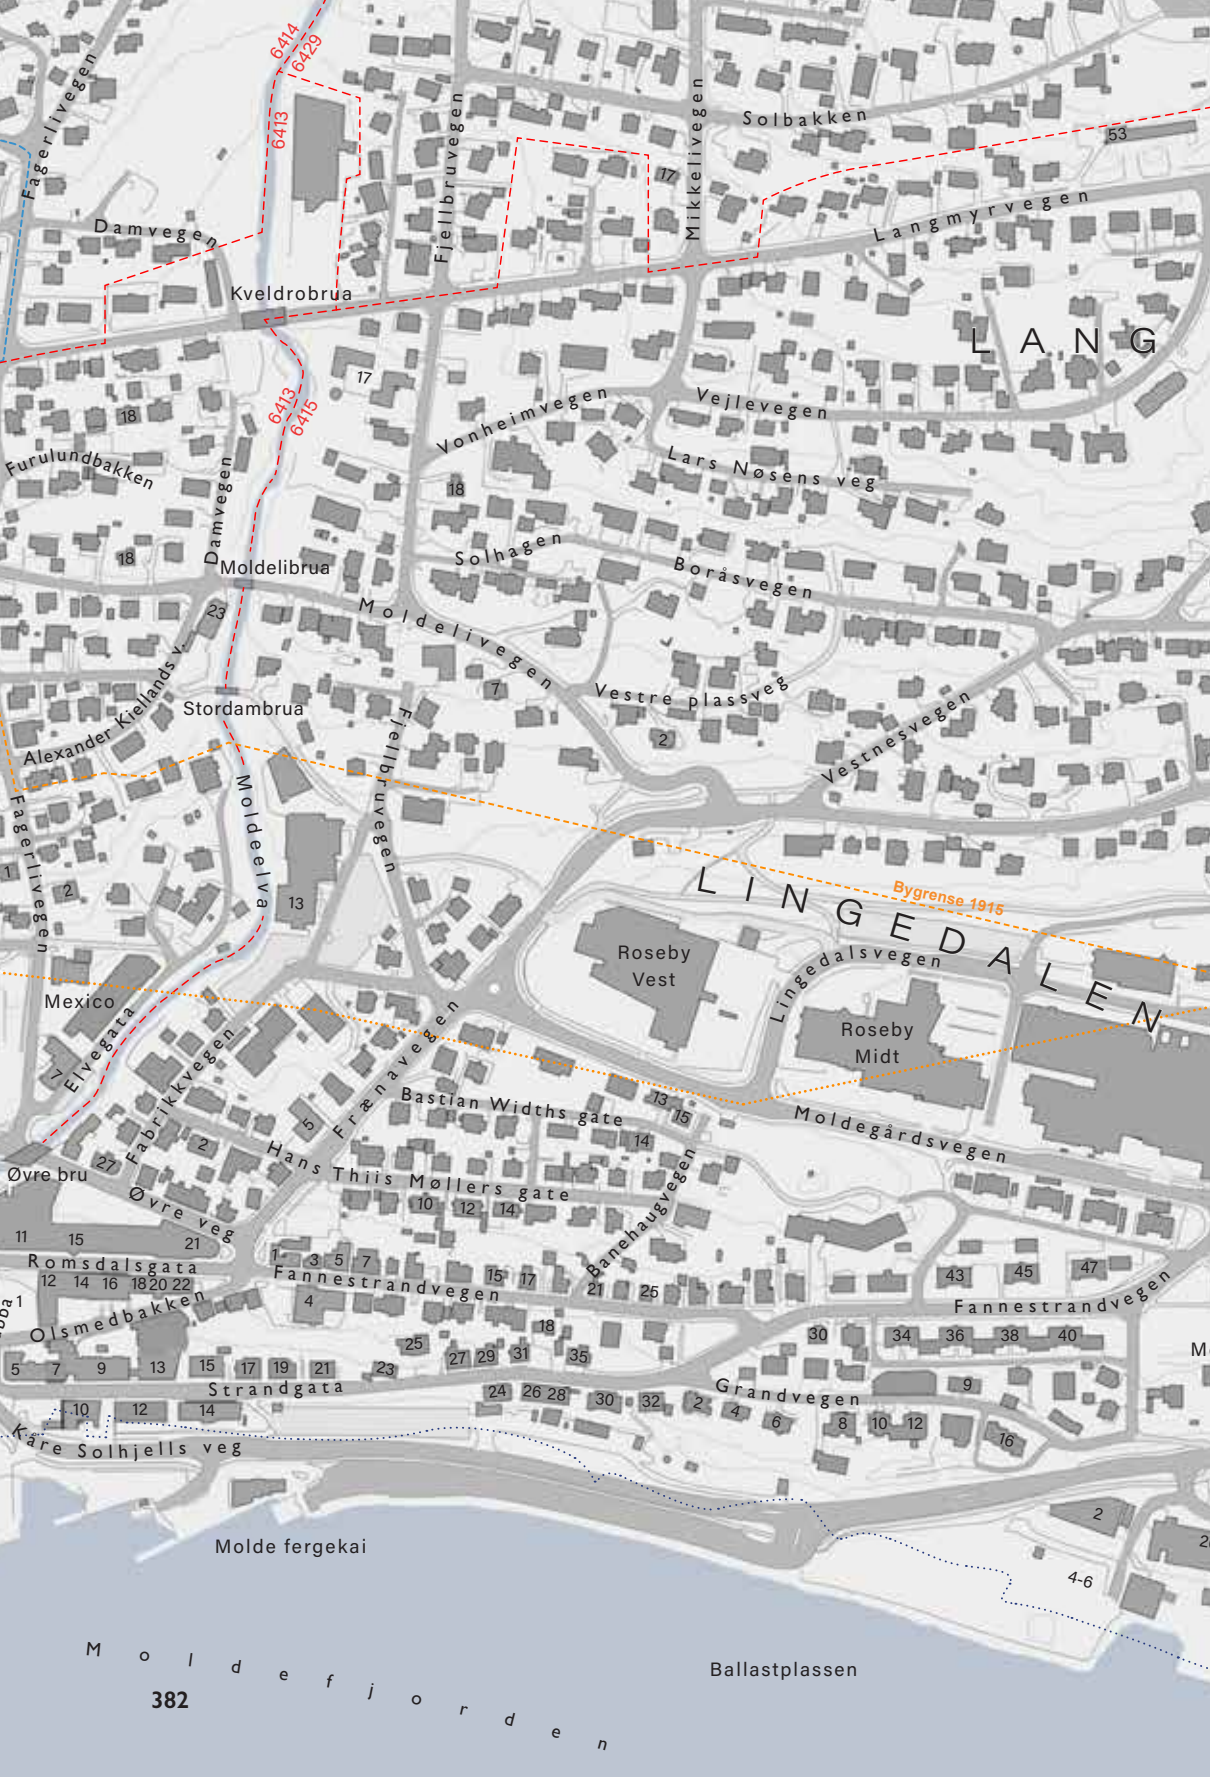 6414
6429
Fagerlivegen
6413
Fjellbruvegen
Mikkelivegen
Solbakken
53
17
Damvegen
Langmyrvegen
Kveldrobrua
LANG
17
6413
6415
Vonheimvegen
Vejlevegen
18
Furulundbakken
Damvegen
Lars Nøsens veg
18
18
Solhagen
Boråsvegen
Moldelibrua
Moldelivegen
23
Alexander Kiellands v.
7
Vestre plassveg
Stordambrua
Fjellbruvegen
2
Vestnesvegen
Moldeelva
Fagerlivegen
1
2
13
LINGEDALEN
Bygrense 1915
Roseby
Vest
Lingedalsvegen
Mexico
Roseby
Midt
Elvegata
7
Fabrikkvegen
Frænavegen
5
Bastian Widths gate
13
15
14
Moldegårdsvegen
2
Hans Thiis Møllers gate
27
Øvre bru
Øvre veg
10
12
14
Banehaugvegen
11
15
21
Romsdalsgata
12
14
16
18
20
22
1
3
5
7
Fannestrandvegen
15
17
21
25
43
45
47
Fannestrandvegen
1
4
Olsmedbakken
18
30
34
36
38
40
25
27
29
31
35
5
7
9
13
15
17
19
21
23
Strandgata
24
26
28
30
32
Grandvegen
9
2
4
6
8
10
12
16
10
12
14
Kåre Solhjells veg
2
4-6
Molde fergekai
Moldefjorden
Ballastplassen
382